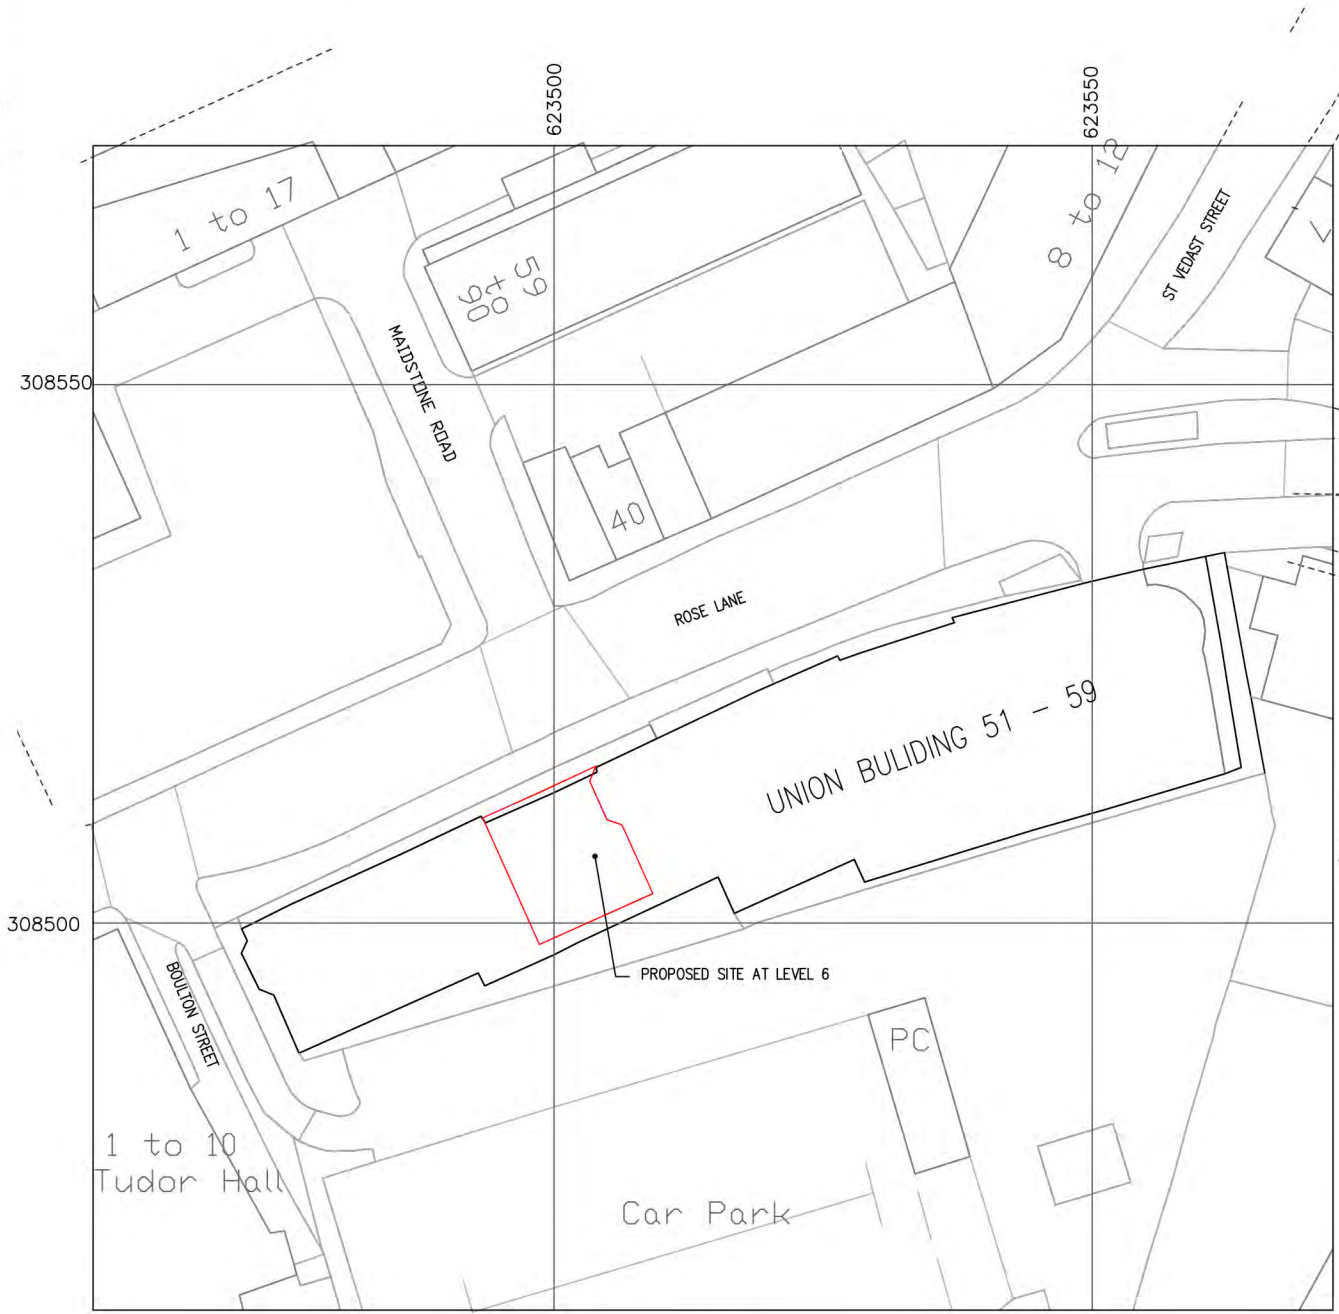 623500
623550
1 to 17
59
to
90
8 to 12
ST VEDAST STREET
308550
MAIDSTONE ROAD
40
ROSE LANE
UNION BULIDING 51 - 59
308500
PROPOSED SITE AT LEVEL 6
BOULTON STREET
PC
1 to 10
Tudor Hall
Car Park